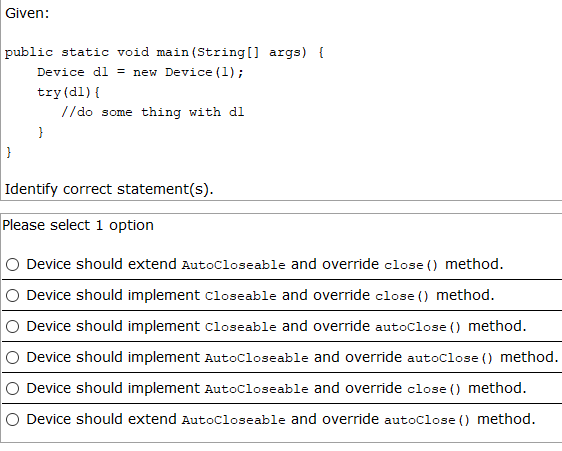 Given:
public static void main(String[] args) {
Device d1 = new Device(1);
try(d1){
//do some thing with d1
}
}
Identify correct statement(s).
Please select 1 option
Device should extend AutoCloseable and override close() method.
Device should implement Closeable and override close() method.
Device should implement Closeable and override autoClose() method.
Device should implement AutoCloseable and override autoClose() method.
Device should implement AutoCloseable and override close() method.
Device should extend AutoCloseable and override autoClose() method.